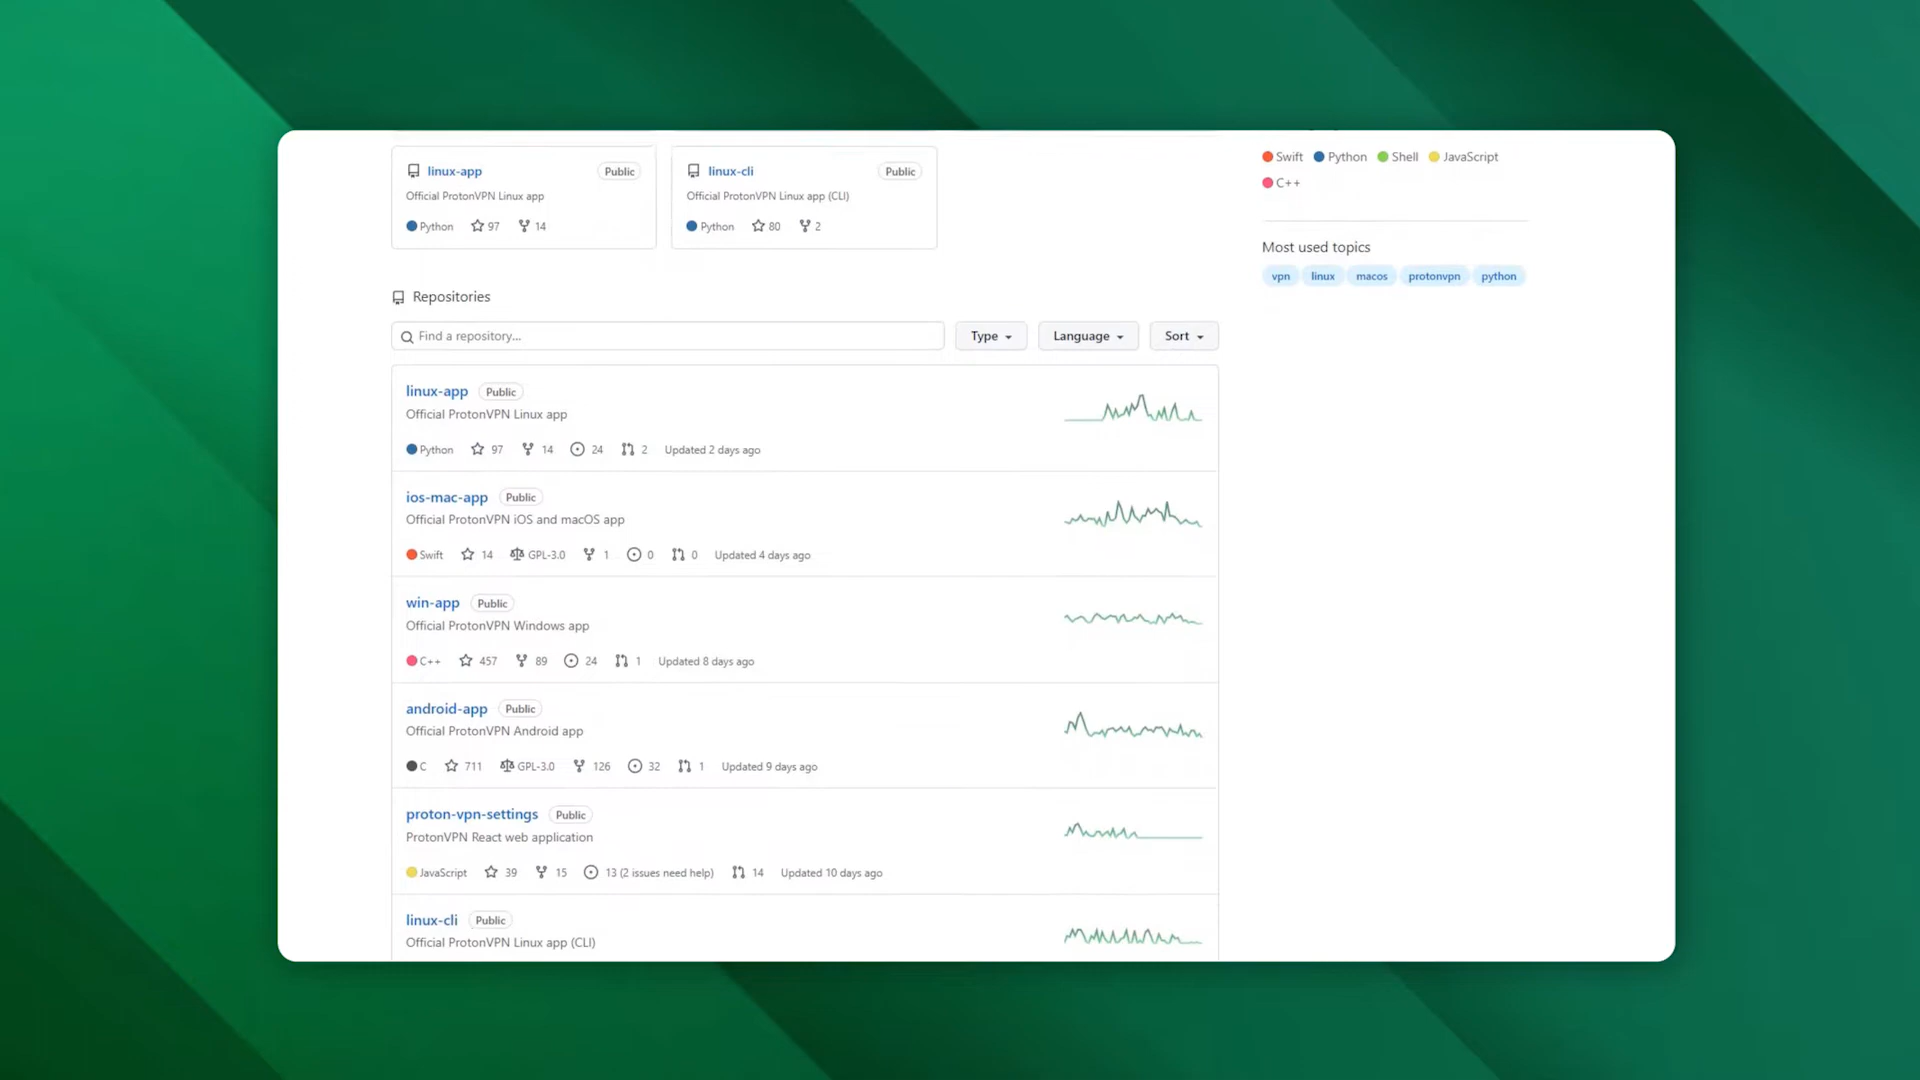 linux-app Public
Official ProtonVPN Linux app
Python 97 14
linux-cli Public
Official ProtonVPN Linux app (CLI)
Python 80 2
Swift Python Shell JavaScript
C++
Most used topics
vpn linux macos protonvpn python
Repositories
Find a repository... Type Language Sort
linux-app Public
Official ProtonVPN Linux app
Python 97 14 24 2 Updated 2 days ago
ios-mac-app Public
Official ProtonVPN iOS and macOS app
Swift 14 GPL-3.0 1 0 0 Updated 4 days ago
win-app Public
Official ProtonVPN Windows app
C++ 457 89 24 1 Updated 8 days ago
android-app Public
Official ProtonVPN Android app
C 711 GPL-3.0 126 32 1 Updated 9 days ago
proton-vpn-settings Public
ProtonVPN React web application
JavaScript 39 15 13 (2 issues need help) 14 Updated 10 days ago
linux-cli Public
Official ProtonVPN Linux app (CLI)